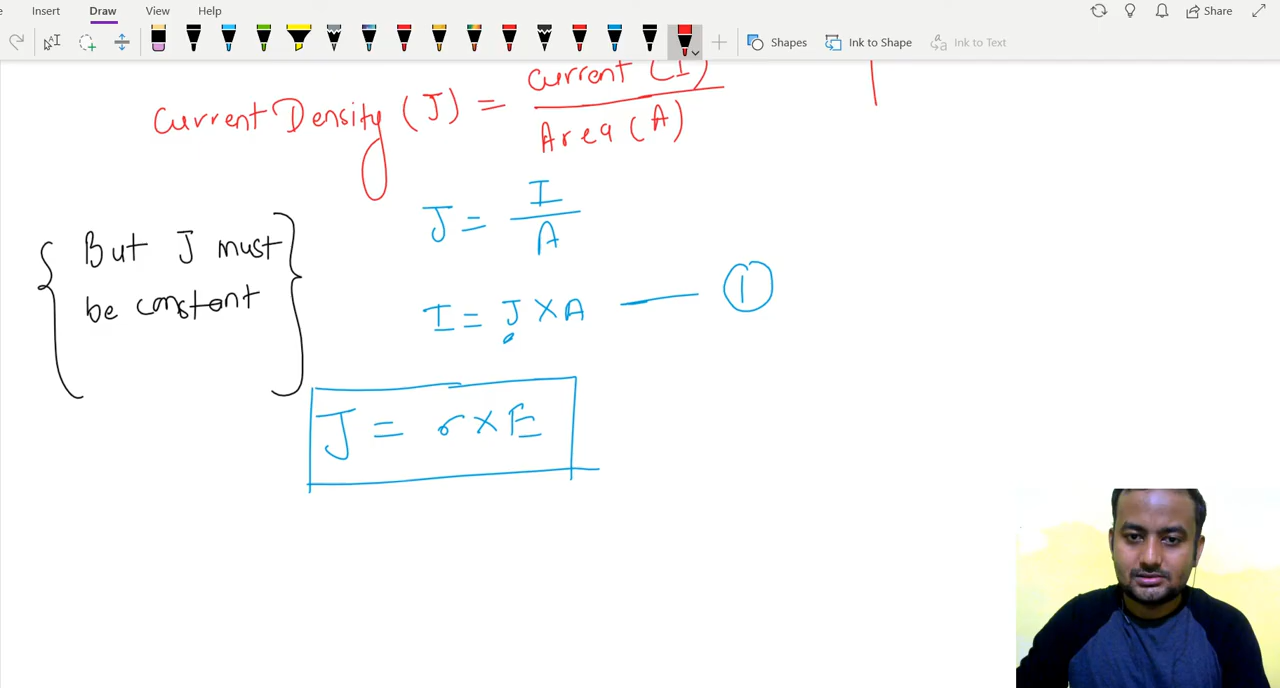 Insert Draw View Help
Share
Shapes Ink to Shape Ink to Text
Current Density (J) = Current (I) / Area (A)
J = I / A
{ But J must be constant }
I = J × A — ①
J = σ × E